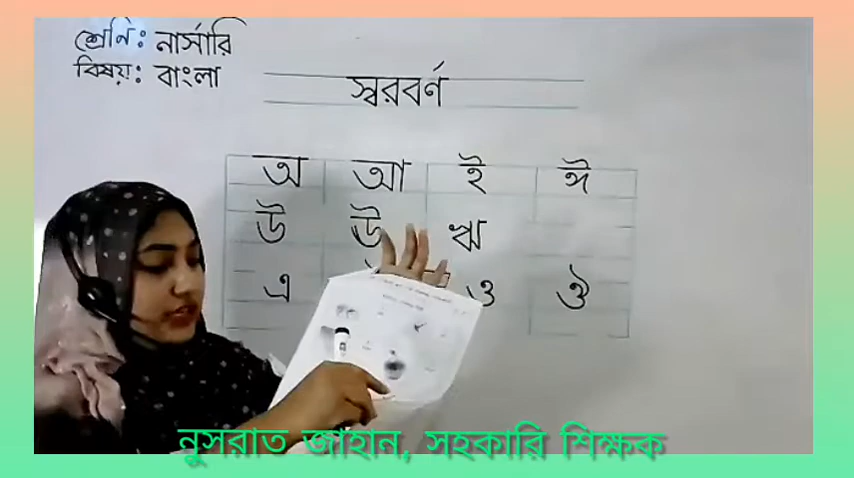 শ্রেণি: নার্সারি
বিষয়: বাংলা
স্বরবর্ণ
অ আ ই ঈ
উ ঊ ঋ
এ ও ঔ
নুসরাত জাহান, সহকারি শিক্ষক